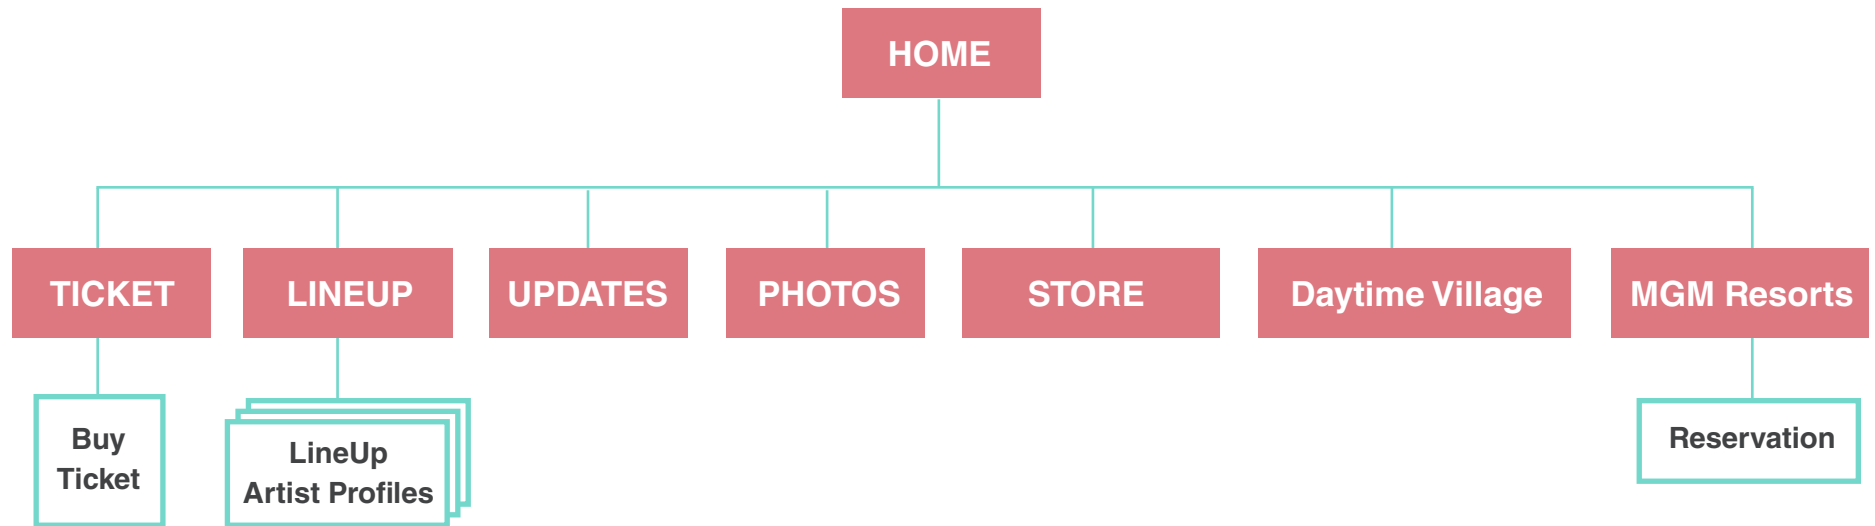 HOME
TICKET
LINEUP
UPDATES
PHOTOS
STORE
Daytime Village
MGM Resorts
Buy
Ticket
LineUp
Artist Profiles
Reservation